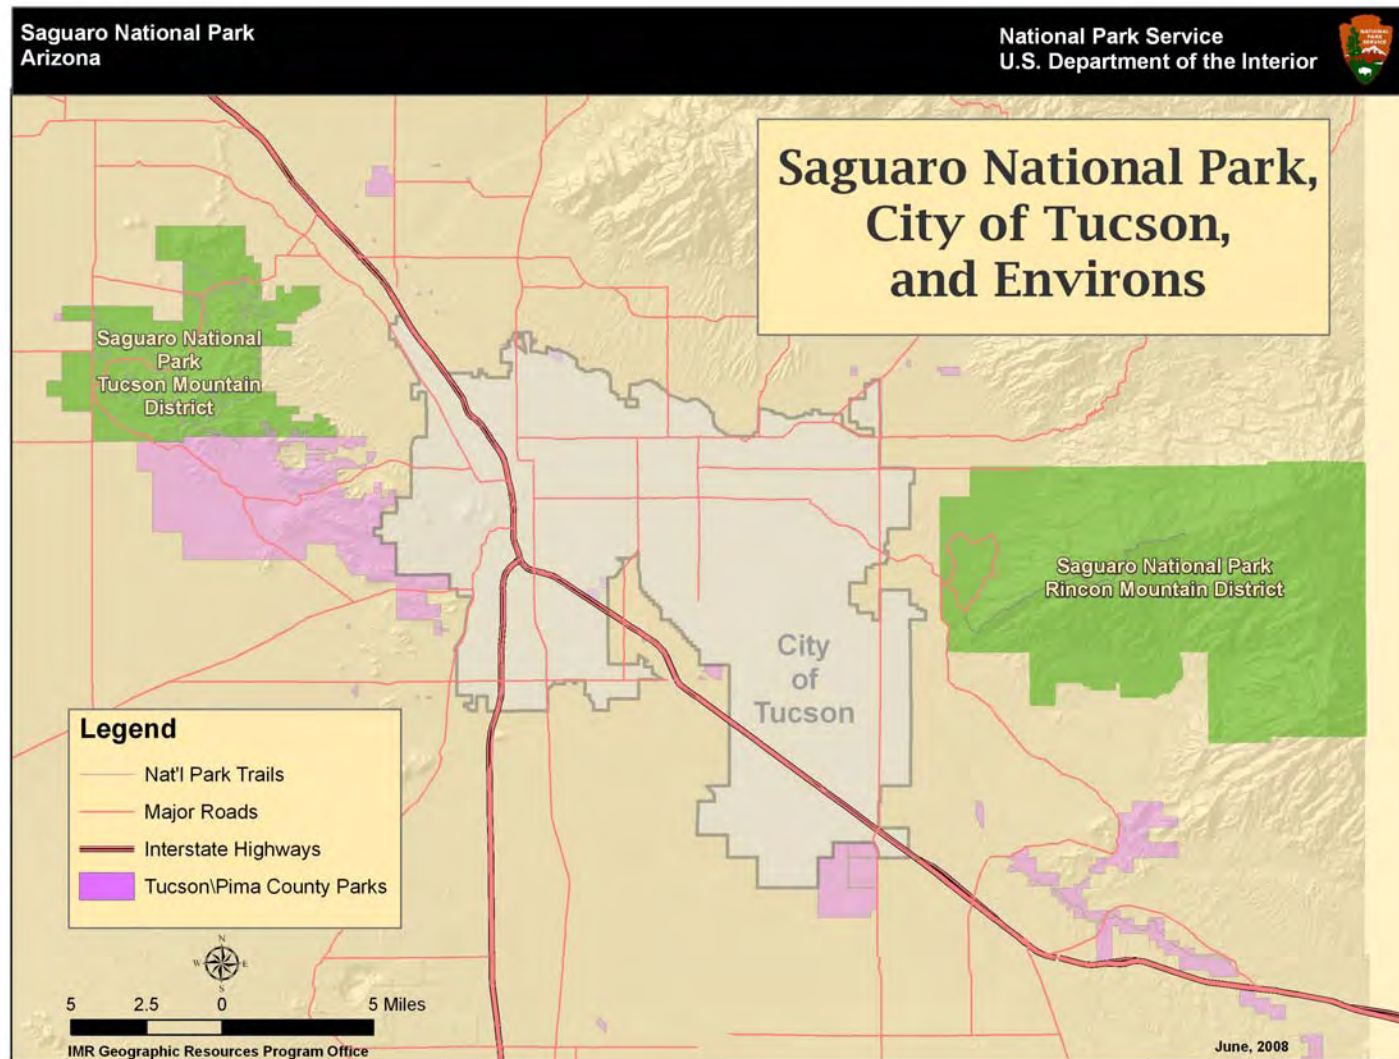 Saguaro National Park
Arizona
National Park Service
U.S. Department of the Interior
NATIONAL
PARK
SERVICE
Saguaro National Park,
City of Tucson,
and Environs
Saguaro National
Park
Tucson Mountain
District
Saguaro National Park
Rincon Mountain District
City
of
Tucson
Legend
Nat'l Park Trails
Major Roads
Interstate Highways
Tucson\Pima County Parks
N
W E
S
5 2.5 0 5 Miles
IMR Geographic Resources Program Office
June, 2008